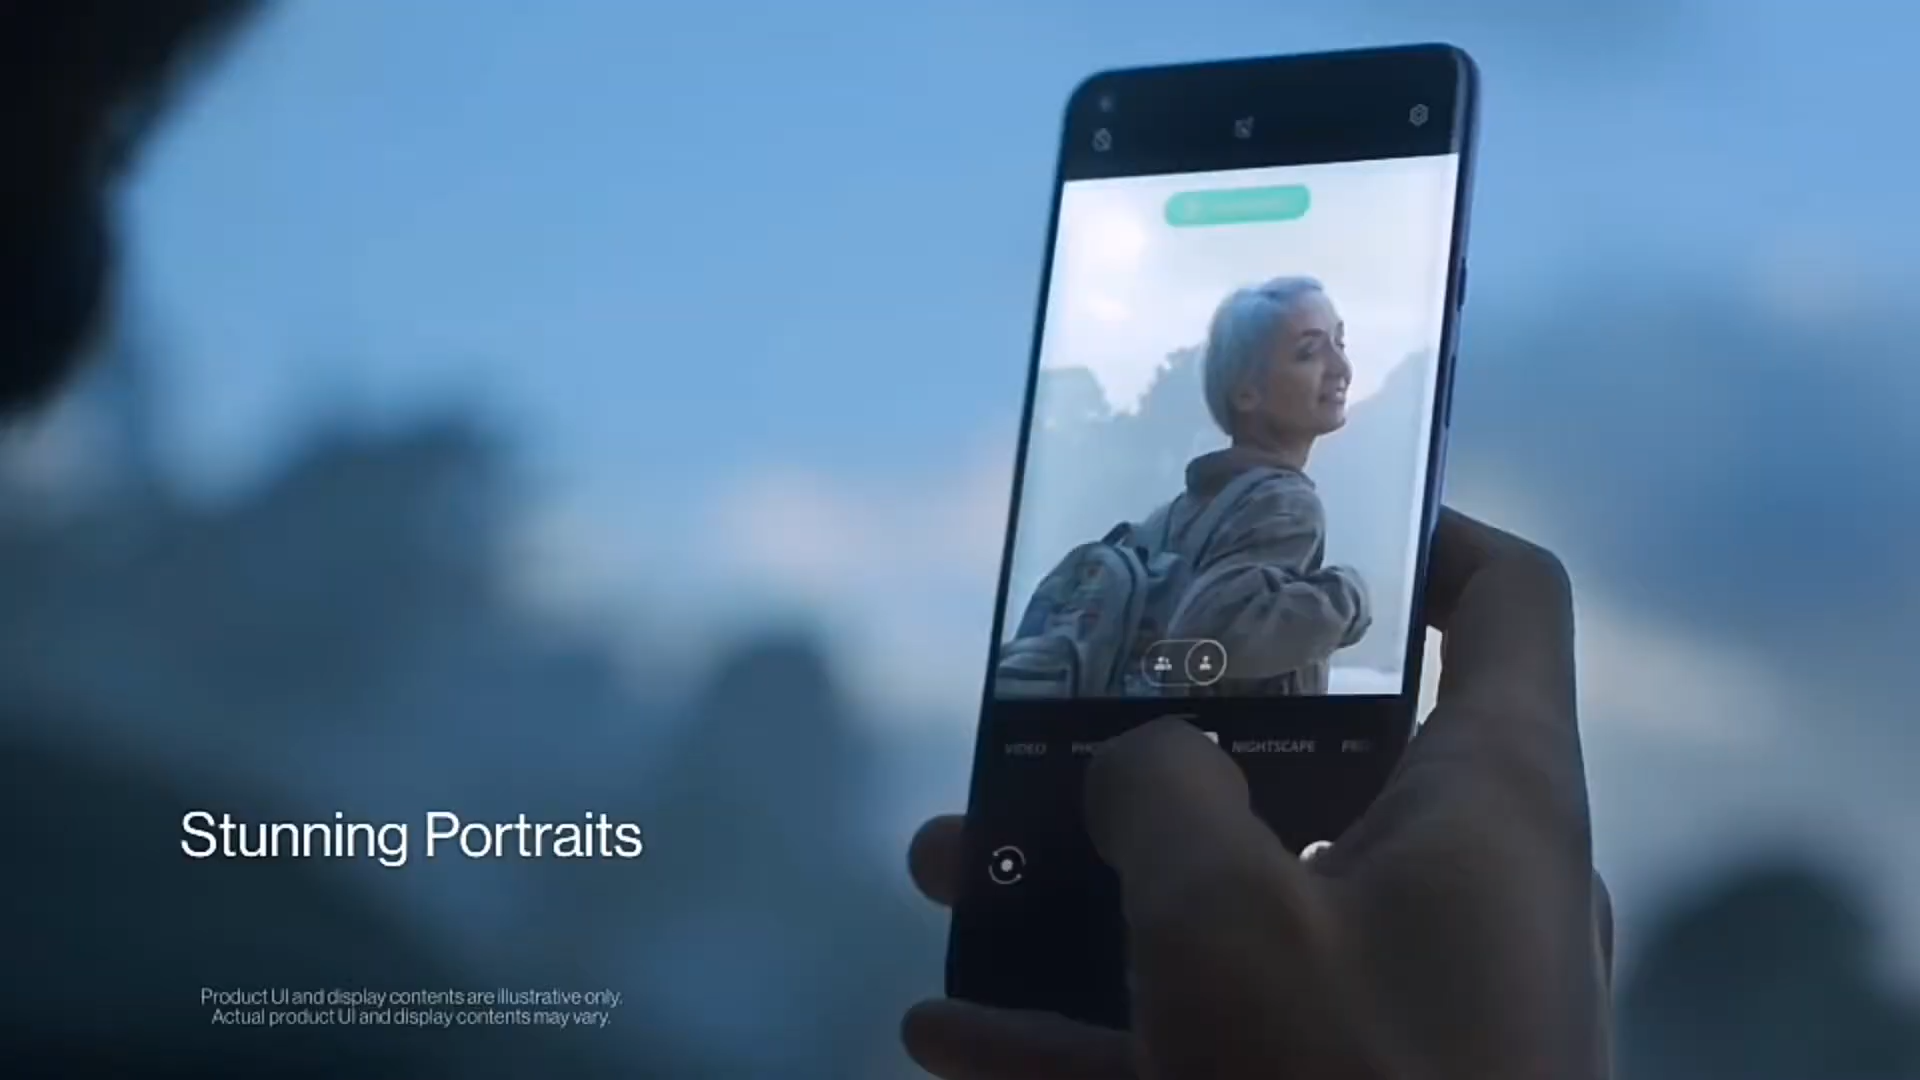 VIDEO
NIGHTSCAPE
Stunning Portraits
Product UI and display contents are illustrative only.
Actual product UI and display contents may vary.